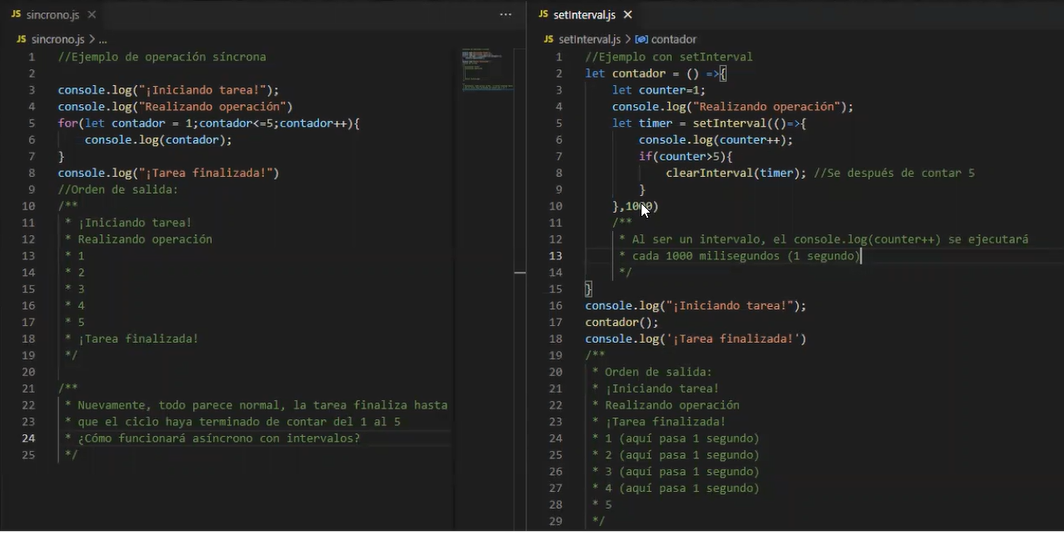 sincrono.js
sincrono.js > ...
1 //Ejemplo de operación síncrona
2
3 console.log("¡Iniciando tarea!");
4 console.log("Realizando operación")
5 for(let contador = 1;contador<=5;contador++){
6 console.log(contador);
7 }
8 console.log("¡Tarea finalizada!")
9 //Orden de salida:
10 /**
11 * ¡Iniciando tarea!
12 * Realizando operación
13 * 1
14 * 2
15 * 3
16 * 4
17 * 5
18 * ¡Tarea finalizada!
19 */
20
21 /**
22 * Nuevamente, todo parece normal, la tarea finaliza hasta
23 * que el ciclo haya terminado de contar del 1 al 5
24 * ¿Cómo funcionará asíncrono con intervalos?
25 */
setInterval.js
setInterval.js > contador
1 //Ejemplo con setInterval
2 let contador = () =>{
3 let counter=1;
4 console.log("Realizando operación");
5 let timer = setInterval(()=>{
6 console.log(counter++);
7 if(counter>5){
8 clearInterval(timer); //Se después de contar 5
9 }
10 },1000)
11 /**
12 * Al ser un intervalo, el console.log(counter++) se ejecutará
13 * cada 1000 milisegundos (1 segundo)
14 */
15 }
16 console.log("¡Iniciando tarea!");
17 contador();
18 console.log('¡Tarea finalizada!')
19 /**
20 * Orden de salida:
21 * ¡Iniciando tarea!
22 * Realizando operación
23 * ¡Tarea finalizada!
24 * 1 (aquí pasa 1 segundo)
25 * 2 (aquí pasa 1 segundo)
26 * 3 (aquí pasa 1 segundo)
27 * 4 (aquí pasa 1 segundo)
28 * 5
29 */